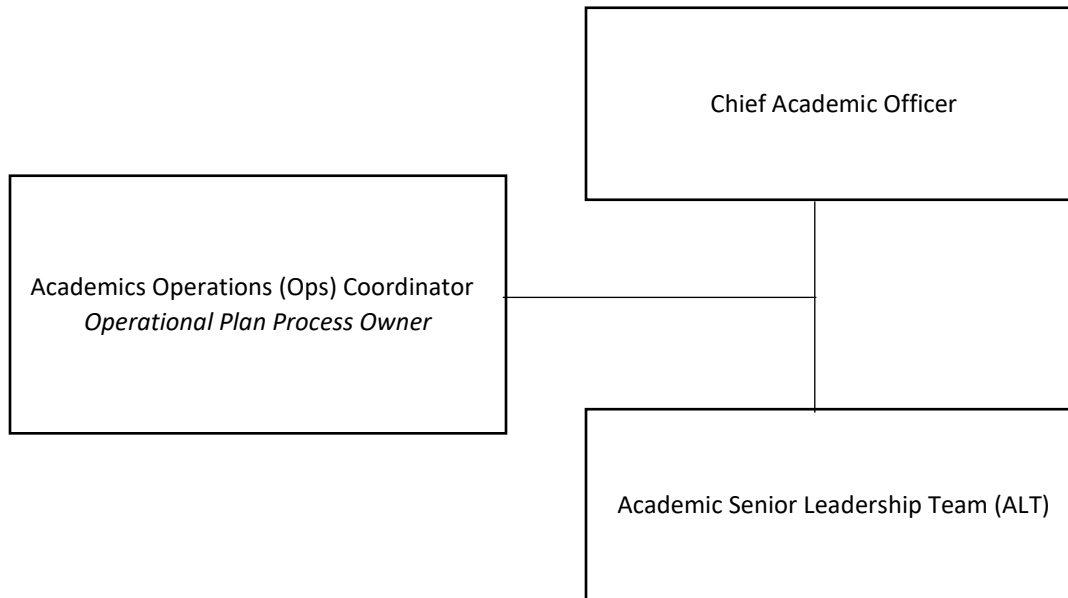 Chief Academic Officer
Academics Operations (Ops) Coordinator
Operational Plan Process Owner
Academic Senior Leadership Team (ALT)